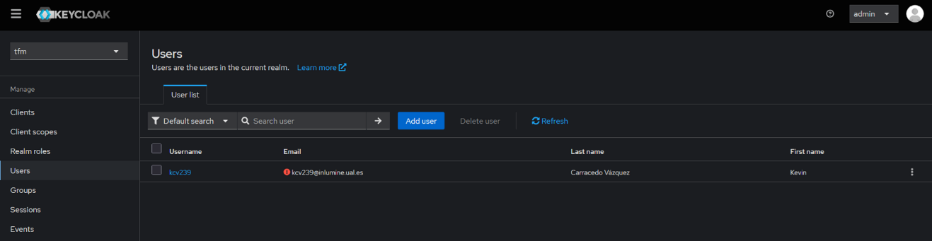 KEYCLOAK
admin
tfm
Manage
Clients
Client scopes
Realm roles
Users
Groups
Sessions
Events
Users
Users are the users in the current realm. Learn more
User list
Default search
Search user
Add user
Delete user
Refresh
Username Email Last name First name
kcv239 kcv239@inlumine.ual.es Carracedo Vázquez Kevin